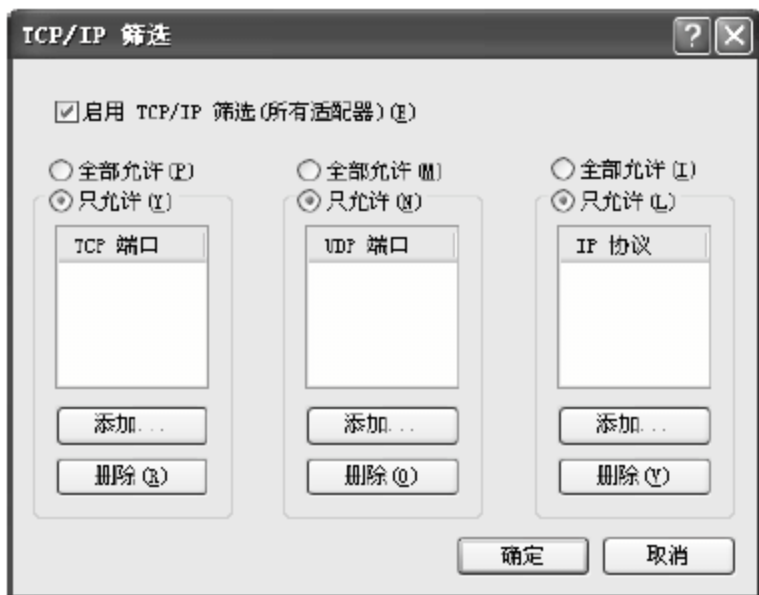 TCP/IP 筛选
启用 TCP/IP 筛选(所有适配器)(E)
全部允许(P)
只允许(Y)
TCP 端口
添加...
删除(R)
全部允许(M)
只允许(N)
UDP 端口
添加...
删除(O)
全部允许(I)
只允许(L)
IP 协议
添加...
删除(V)
确定
取消